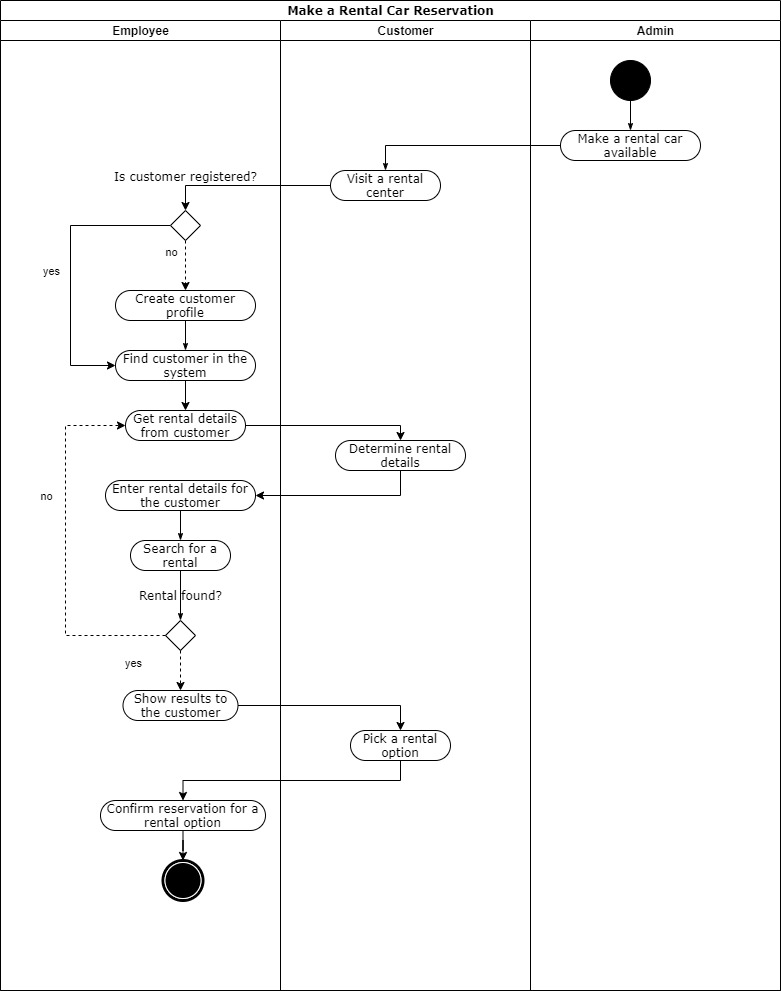 Make a Rental Car Reservation
Employee
Customer
Admin
Make a rental car
available
Is customer registered?
Visit a rental
center
no
yes
Create customer
profile
Find customer in the
system
Get rental details
from customer
Determine rental
details
Enter rental details for
the customer
no
Search for a
rental
Rental found?
yes
Show results to
the customer
Pick a rental
option
Confirm reservation for a
rental option